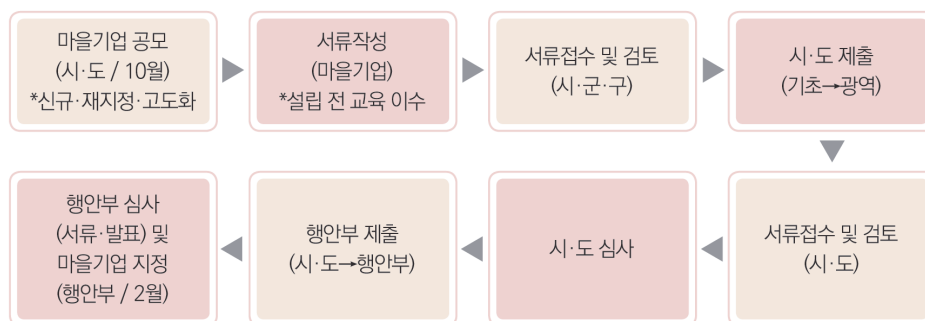 마을기업 공모
(시·도 / 10월)
*신규·재지정·고도화
서류작성
(마을기업)
*설립 전 교육 이수
서류접수 및 검토
(시·군·구)
시·도 제출
(기초→광역)
서류접수 및 검토
(시·도)
시·도 심사
행안부 제출
(시·도→행안부)
행안부 심사
(서류·발표) 및
마을기업 지정
(행안부 / 2월)